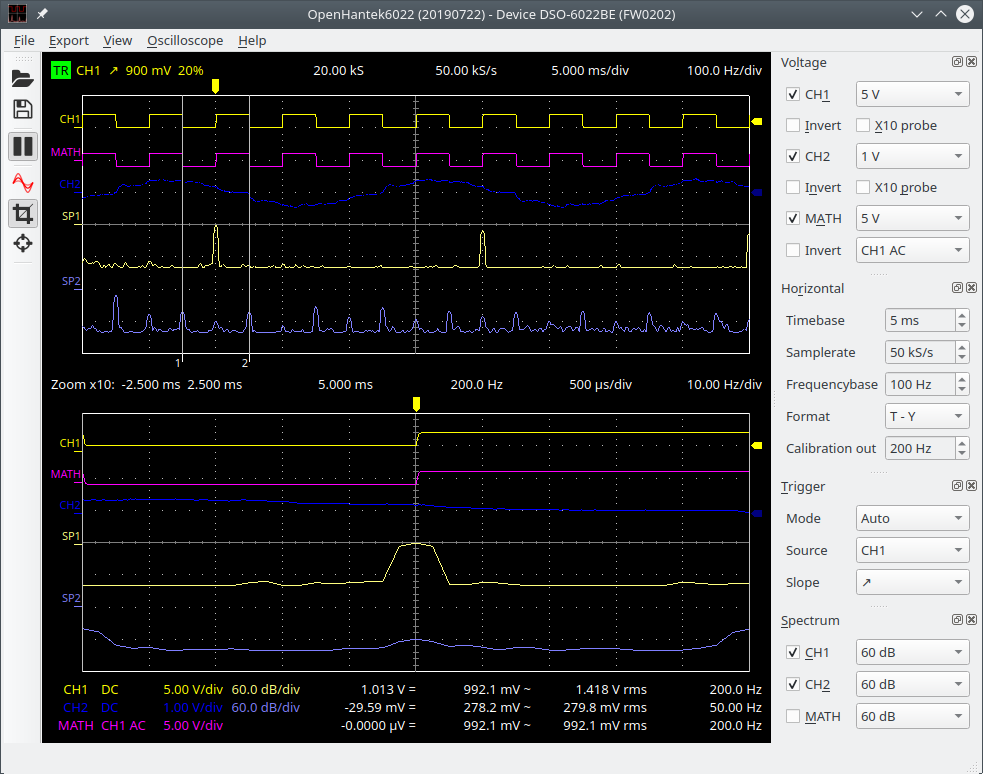 OpenHantek6022 (20190722) - Device DSO-6022BE (FW0202)
File Export View Oscilloscope Help
TR CH1 ↗ 900 mV 20% 20.00 kS 50.00 kS/s 5.000 ms/div 100.0 Hz/div
CH1
MATH
CH2
SP1
SP2
1 2
Zoom x10: -2.500 ms 2.500 ms 5.000 ms 200.0 Hz 500 µs/div 10.00 Hz/div
CH1
MATH
CH2
SP1
SP2
CH1 DC 5.00 V/div 60.0 dB/div 1.013 V = 992.1 mV ~ 1.418 V rms 200.0 Hz
CH2 DC 1.00 V/div 60.0 dB/div -29.59 mV = 278.2 mV ~ 279.8 mV rms 50.00 Hz
MATH CH1 AC 5.00 V/div -0.0000 µV = 992.1 mV ~ 992.1 mV rms 200.0 Hz
Voltage
CH1 5 V
Invert X10 probe
CH2 1 V
Invert X10 probe
MATH 5 V
Invert CH1 AC
Horizontal
Timebase 5 ms
Samplerate 50 kS/s
Frequencybase 100 Hz
Format T - Y
Calibration out 200 Hz
Trigger
Mode Auto
Source CH1
Slope ↗
Spectrum
CH1 60 dB
CH2 60 dB
MATH 60 dB